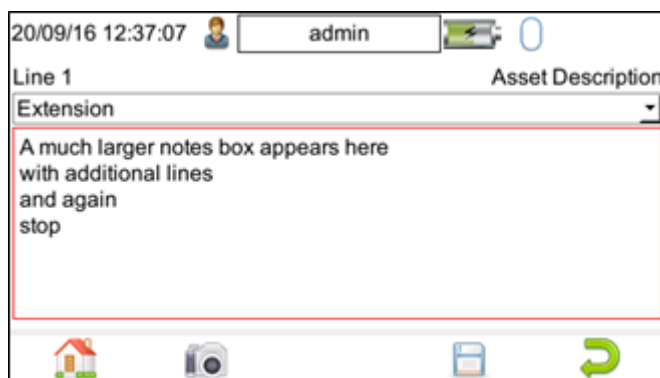 20/09/16 12:37:07 admin
Line 1 Asset Description
Extension
A much larger notes box appears here
with additional lines
and again
stop